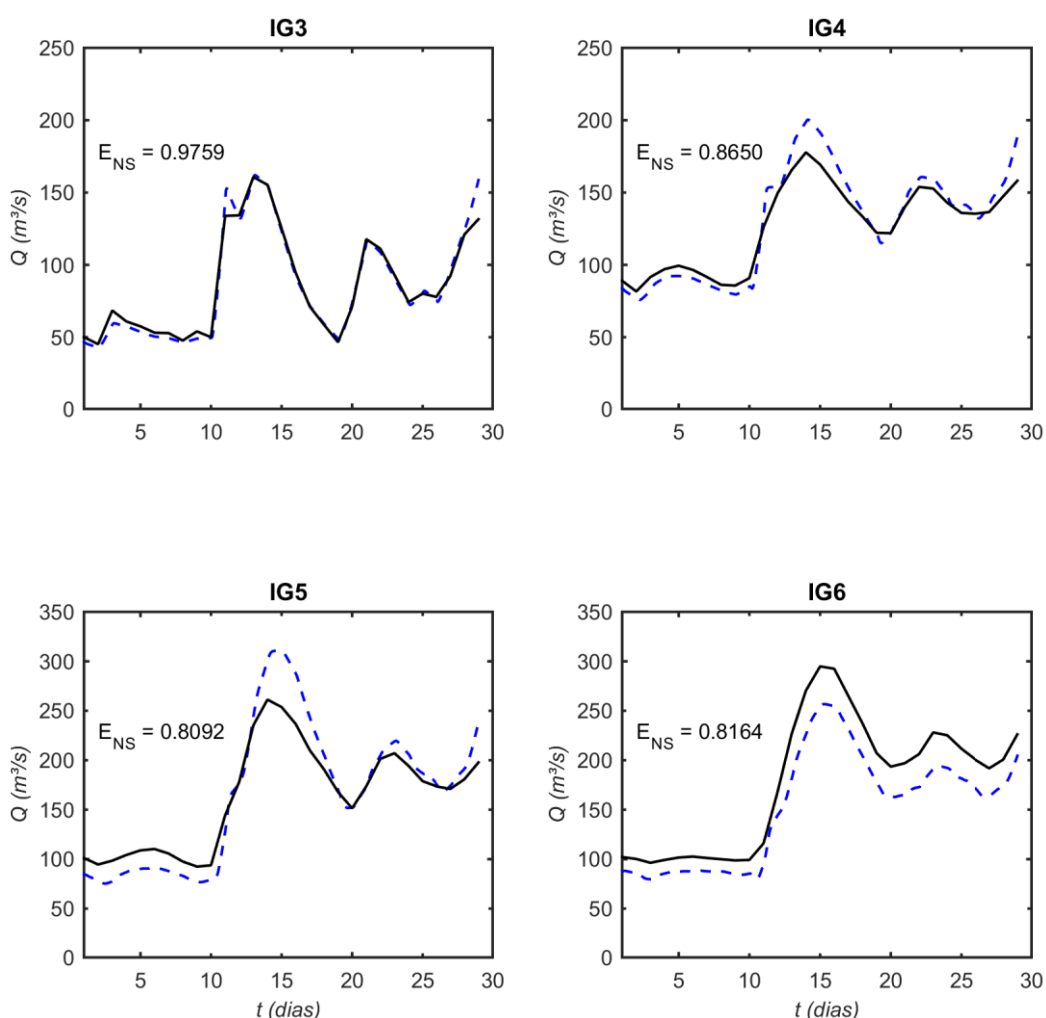 IG3
250
200
150
100
50
0
Q (m³/s)
E_NS = 0.9759
5 10 15 20 25 30
IG4
250
200
150
100
50
0
Q (m³/s)
E_NS = 0.8650
5 10 15 20 25 30
IG5
350
300
250
200
150
100
50
0
Q (m³/s)
E_NS = 0.8092
5 10 15 20 25 30
t (dias)
IG6
350
300
250
200
150
100
50
0
Q (m³/s)
E_NS = 0.8164
5 10 15 20 25 30
t (dias)